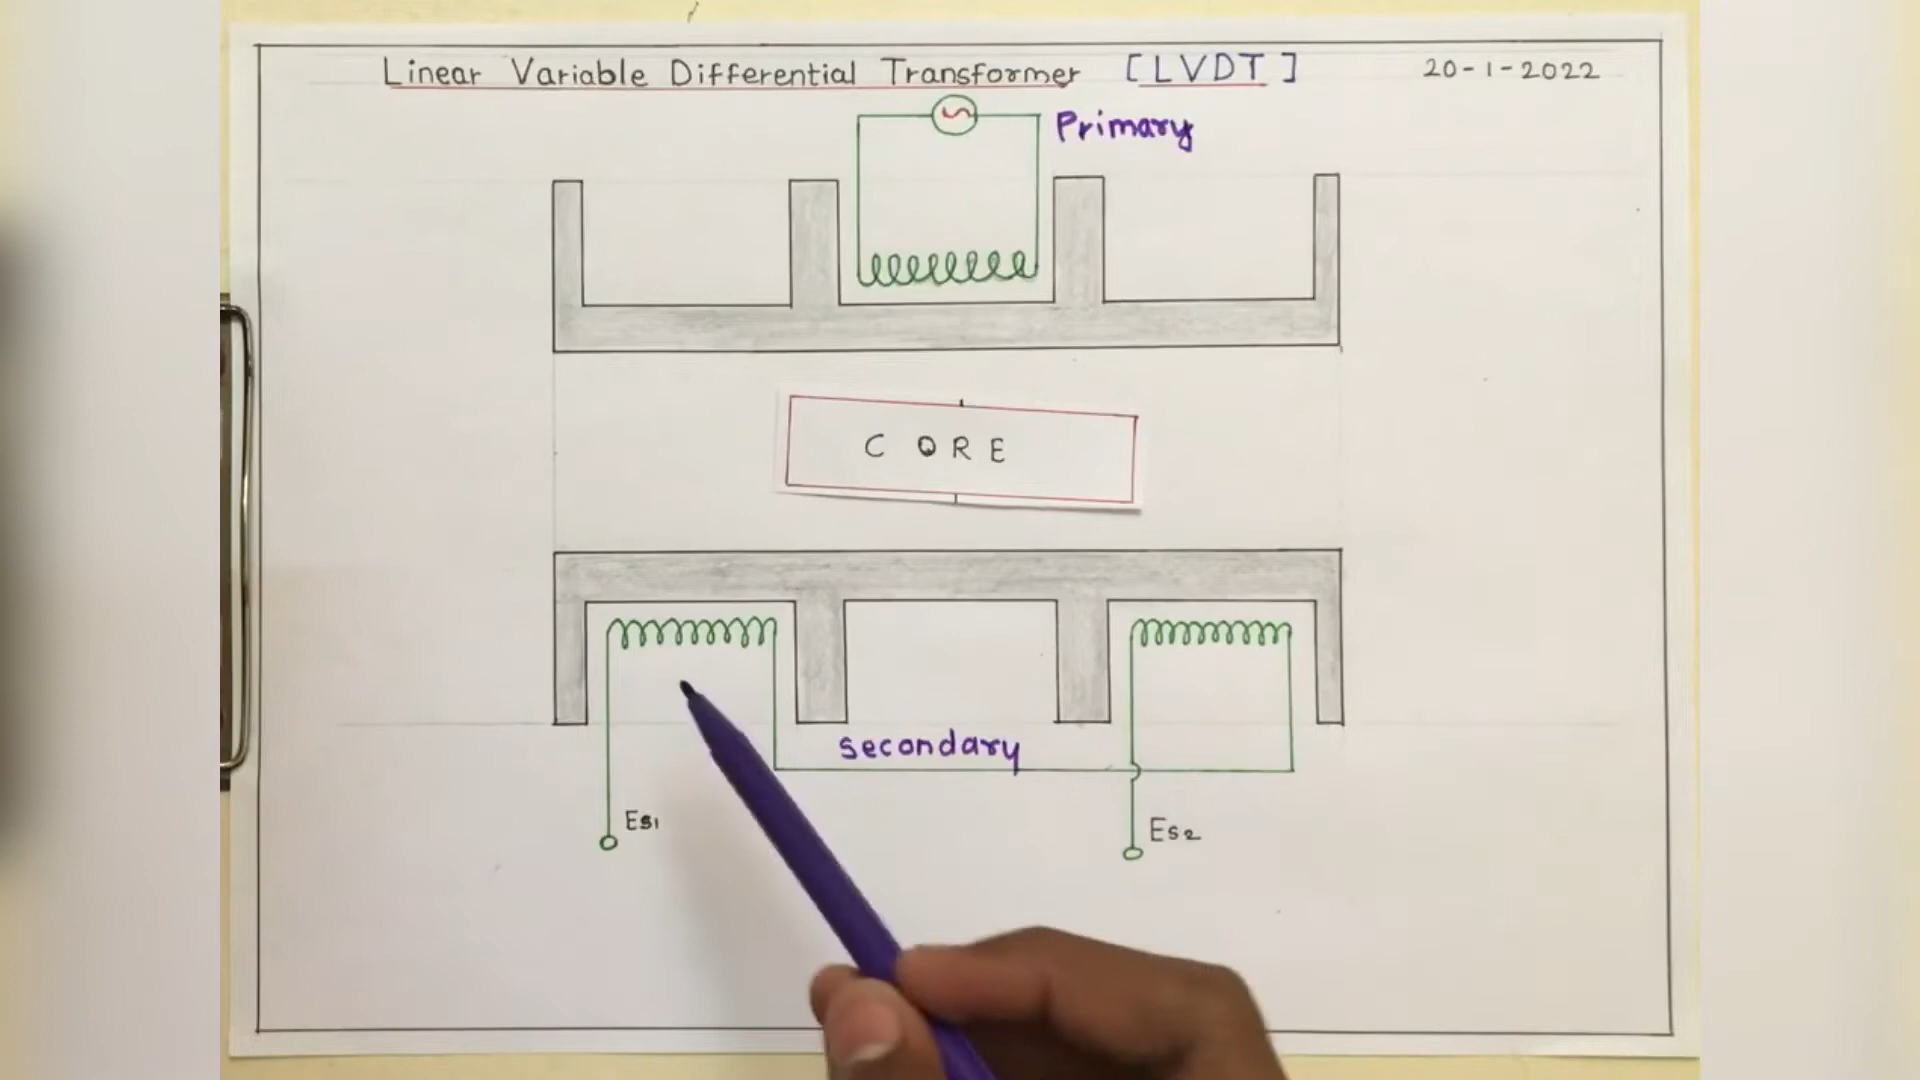 Linear Variable Differential Transformer [LVDT] 20-1-2022
Primary
CORE
secondary
Es1
Es2